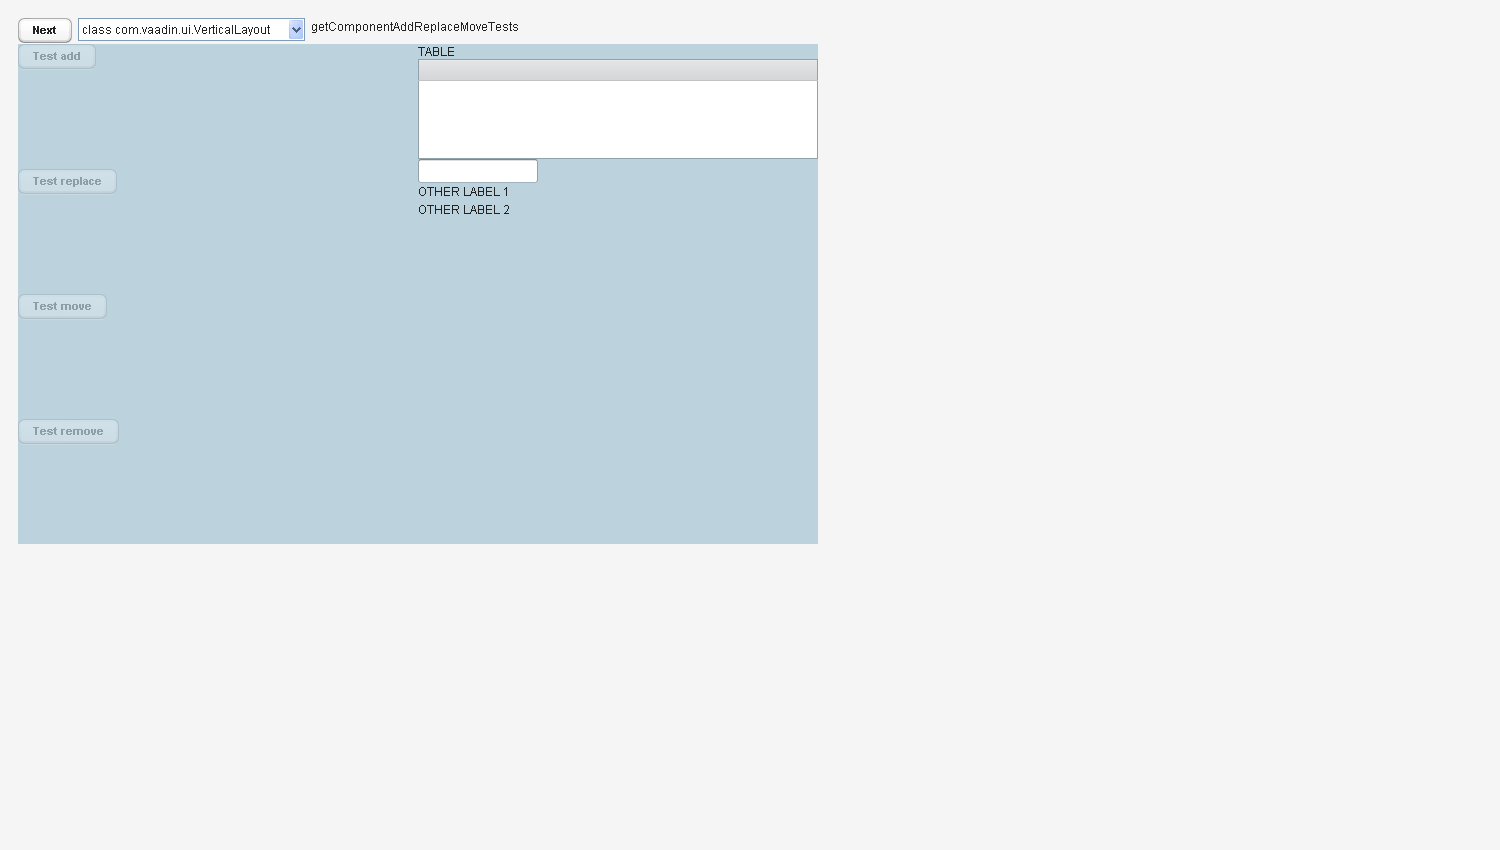 Next class com.vaadin.ui.VerticalLayout getComponentAddReplaceMoveTests
Test add
TABLE
Test replace
OTHER LABEL 1
OTHER LABEL 2
Test move
Test remove